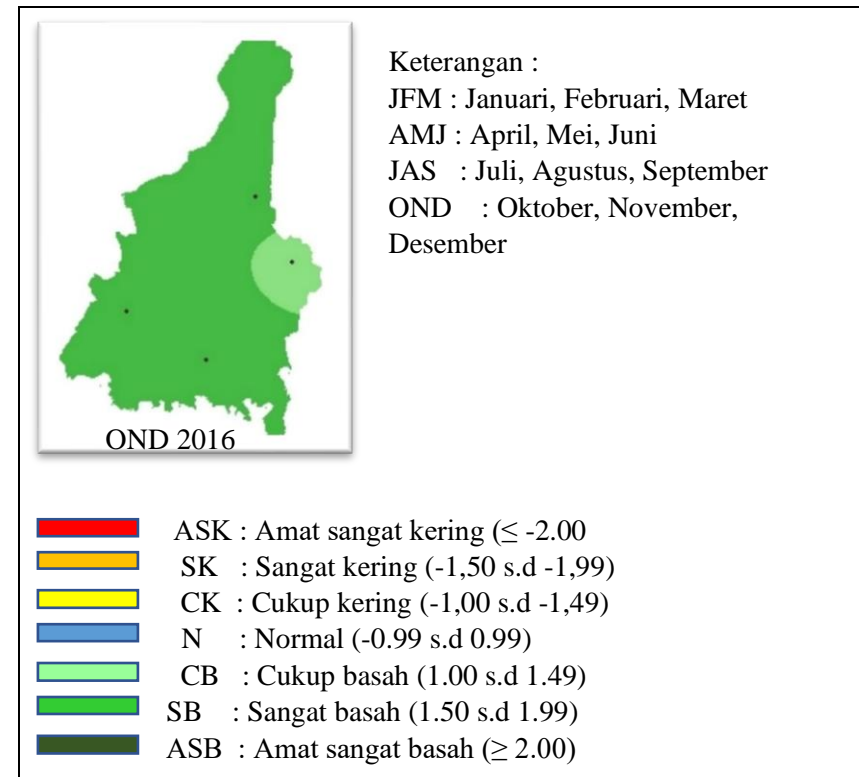 Keterangan :
JFM : Januari, Februari, Maret
AMJ : April, Mei, Juni
JAS : Juli, Agustus, September
OND : Oktober, November,
Desember
OND 2016
ASK : Amat sangat kering (≤ -2.00
SK : Sangat kering (-1,50 s.d -1,99)
CK : Cukup kering (-1,00 s.d -1,49)
N : Normal (-0.99 s.d 0.99)
CB : Cukup basah (1.00 s.d 1.49)
SB : Sangat basah (1.50 s.d 1.99)
ASB : Amat sangat basah (≥ 2.00)